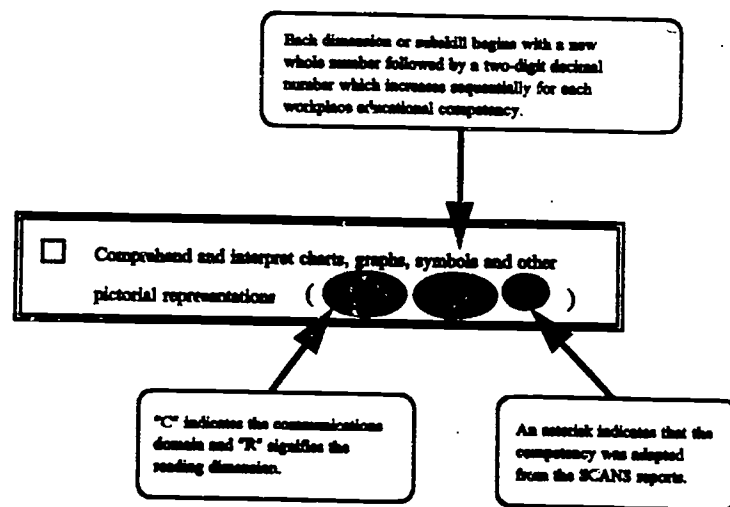 Each dimension or subskill begins with a new
whole number followed by a two-digit decimal
number which increases sequentially for each
workplace educational competency.
Comprehend and interpret charts, graphs, symbols and other
pictorial representations ( )
"C" indicates the communications
domain and "R" signifies the
reading dimension.
An asterisk indicates that the
competency was adapted
from the SCANS reports.